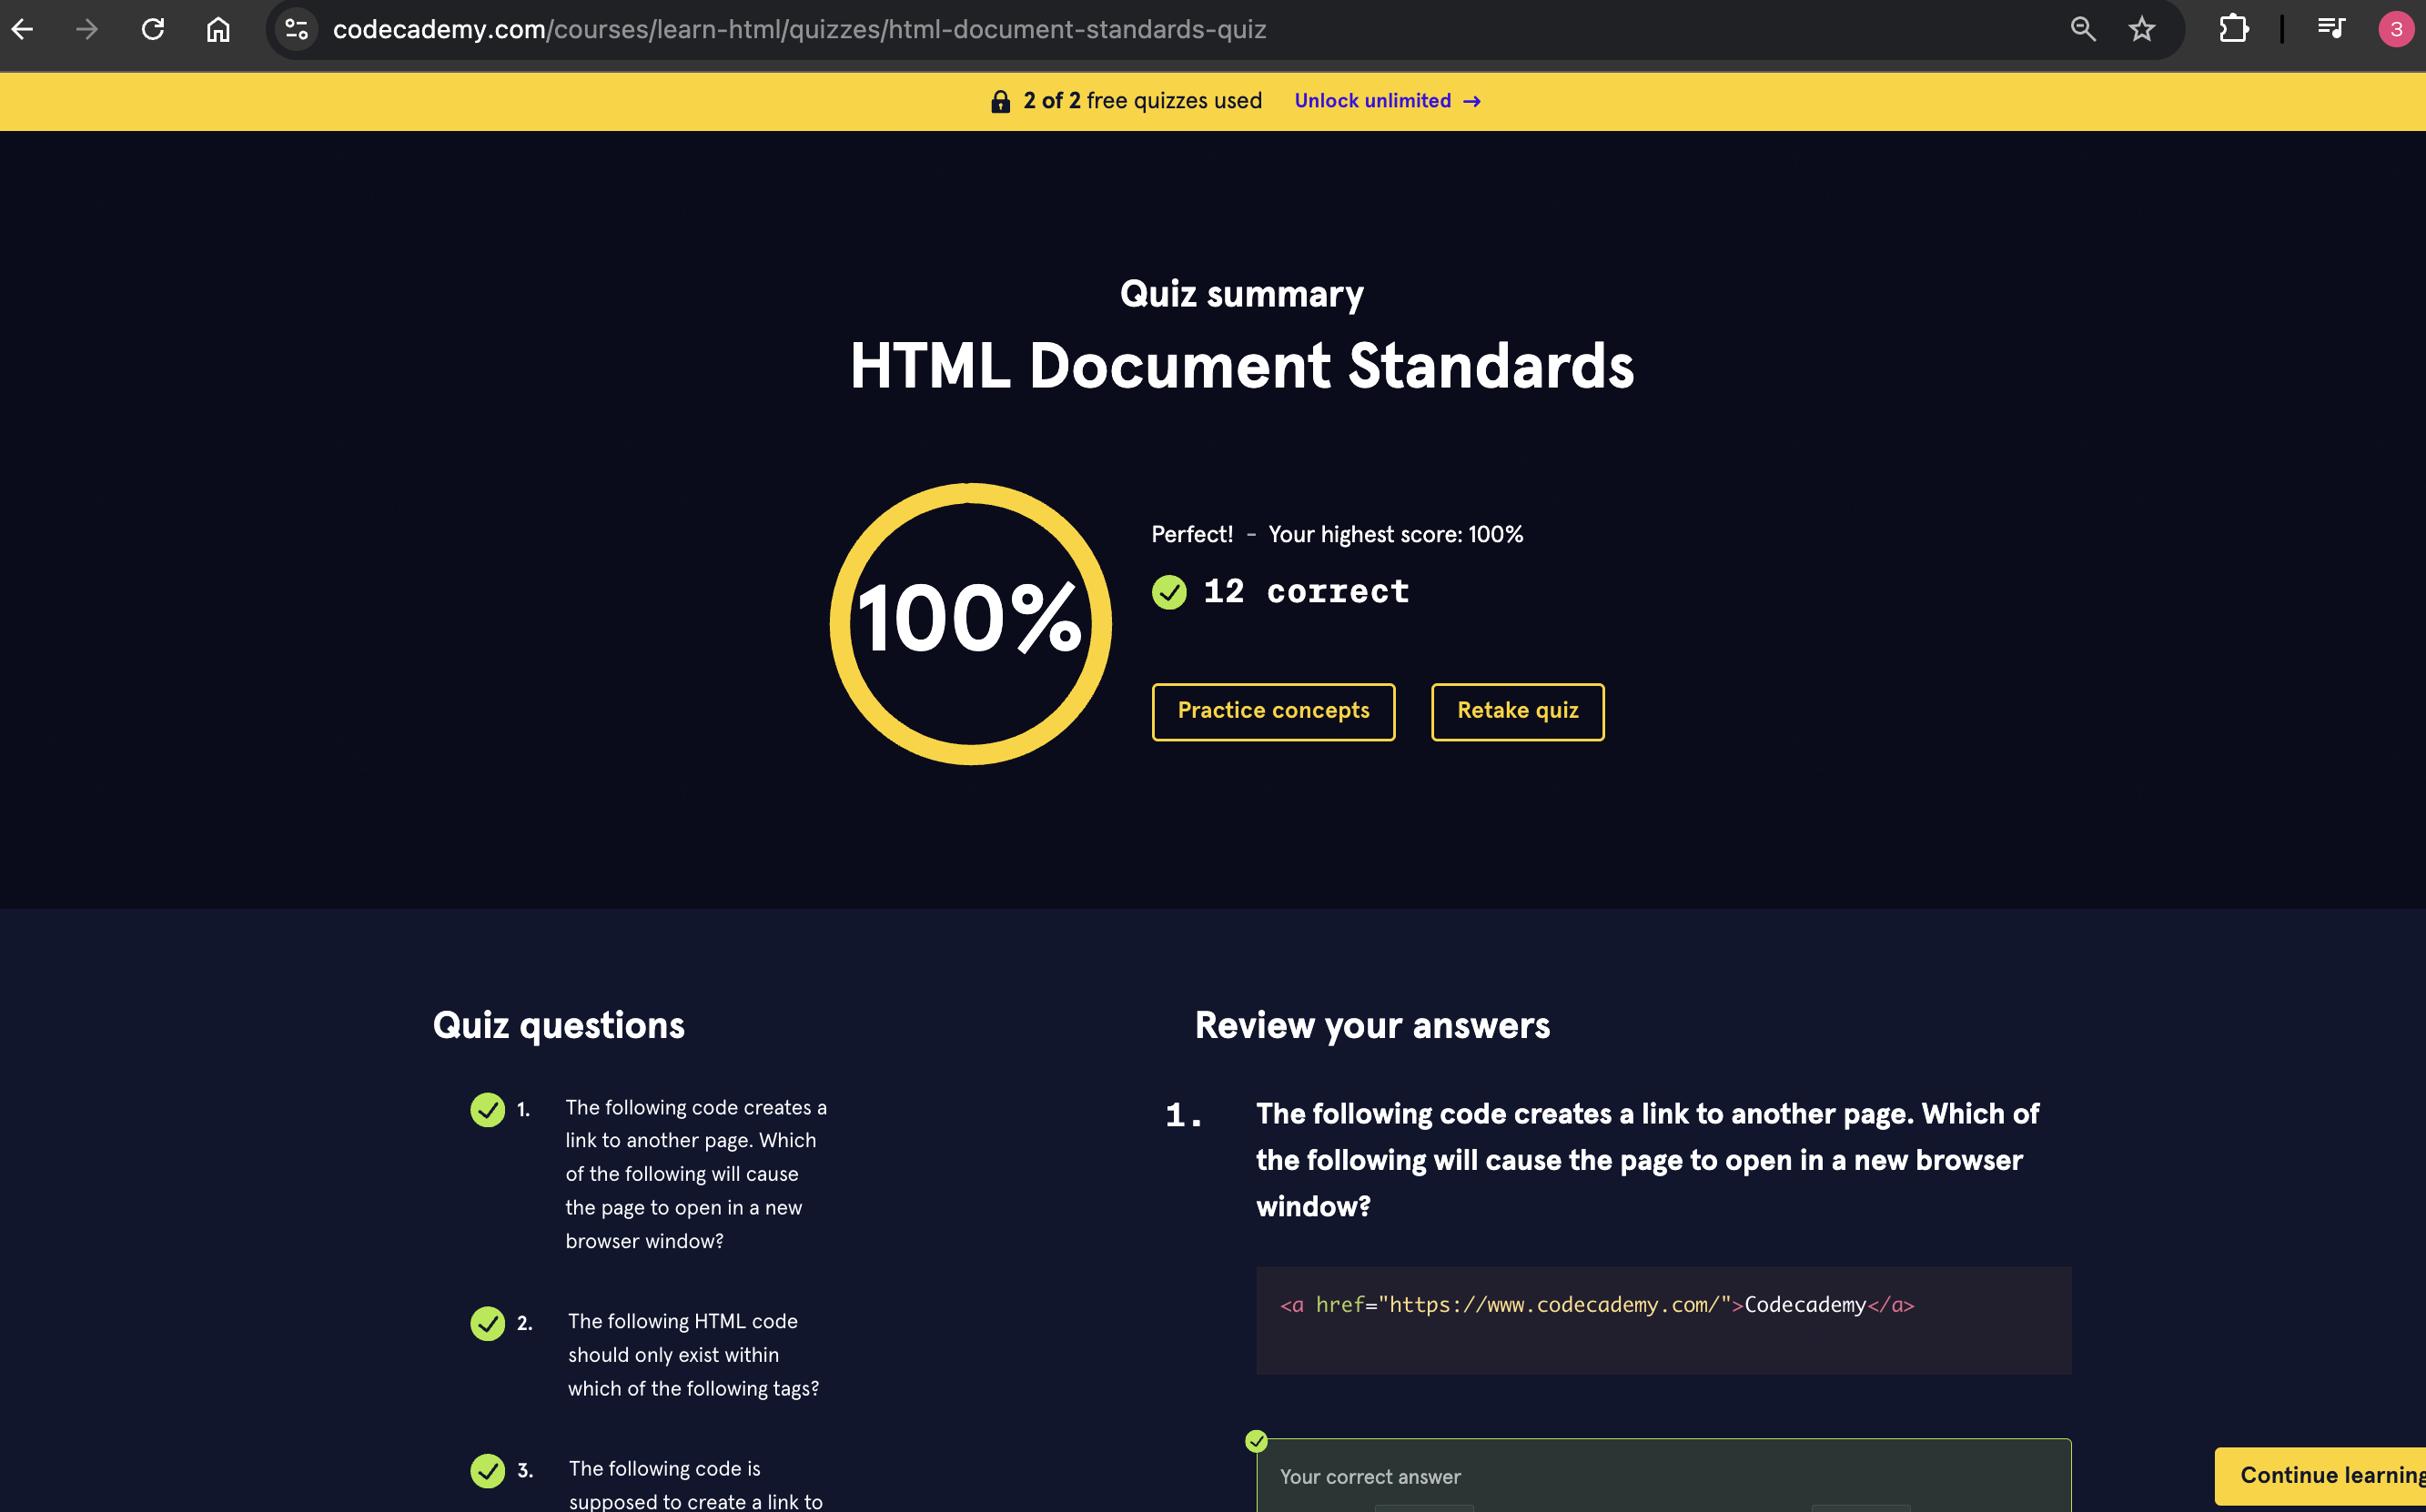 codecademy.com/courses/learn-html/quizzes/html-document-standards-quiz
3
2 of 2 free quizzes used Unlock unlimited →
Quiz summary
HTML Document Standards
100%
Perfect! - Your highest score: 100%
12 correct
Practice concepts
Retake quiz
Quiz questions
1. The following code creates a
link to another page. Which
of the following will cause
the page to open in a new
browser window?
2. The following HTML code
should only exist within
which of the following tags?
3. The following code is
supposed to create a link to
Review your answers
1. The following code creates a link to another page. Which of
the following will cause the page to open in a new browser
window?
<a href="https://www.codecademy.com/">Codecademy</a>
Your correct answer
Continue learning